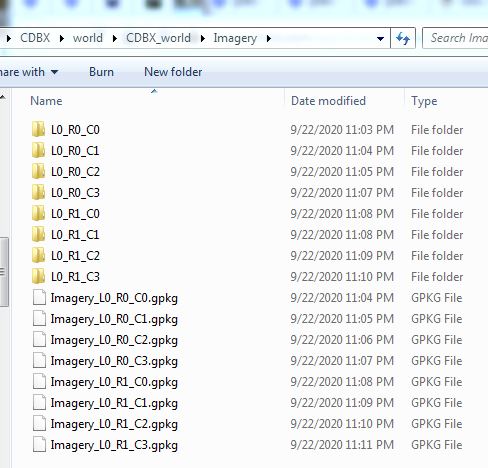 CDBX world CDBX_world Imagery Search Ima
hare with Burn New folder
Name Date modified Type
L0_R0_C0 9/22/2020 11:03 PM File folder
L0_R0_C1 9/22/2020 11:04 PM File folder
L0_R0_C2 9/22/2020 11:05 PM File folder
L0_R0_C3 9/22/2020 11:07 PM File folder
L0_R1_C0 9/22/2020 11:08 PM File folder
L0_R1_C1 9/22/2020 11:08 PM File folder
L0_R1_C2 9/22/2020 11:09 PM File folder
L0_R1_C3 9/22/2020 11:10 PM File folder
Imagery_L0_R0_C0.gpkg 9/22/2020 11:04 PM GPKG File
Imagery_L0_R0_C1.gpkg 9/22/2020 11:05 PM GPKG File
Imagery_L0_R0_C2.gpkg 9/22/2020 11:06 PM GPKG File
Imagery_L0_R0_C3.gpkg 9/22/2020 11:07 PM GPKG File
Imagery_L0_R1_C0.gpkg 9/22/2020 11:08 PM GPKG File
Imagery_L0_R1_C1.gpkg 9/22/2020 11:09 PM GPKG File
Imagery_L0_R1_C2.gpkg 9/22/2020 11:10 PM GPKG File
Imagery_L0_R1_C3.gpkg 9/22/2020 11:11 PM GPKG File